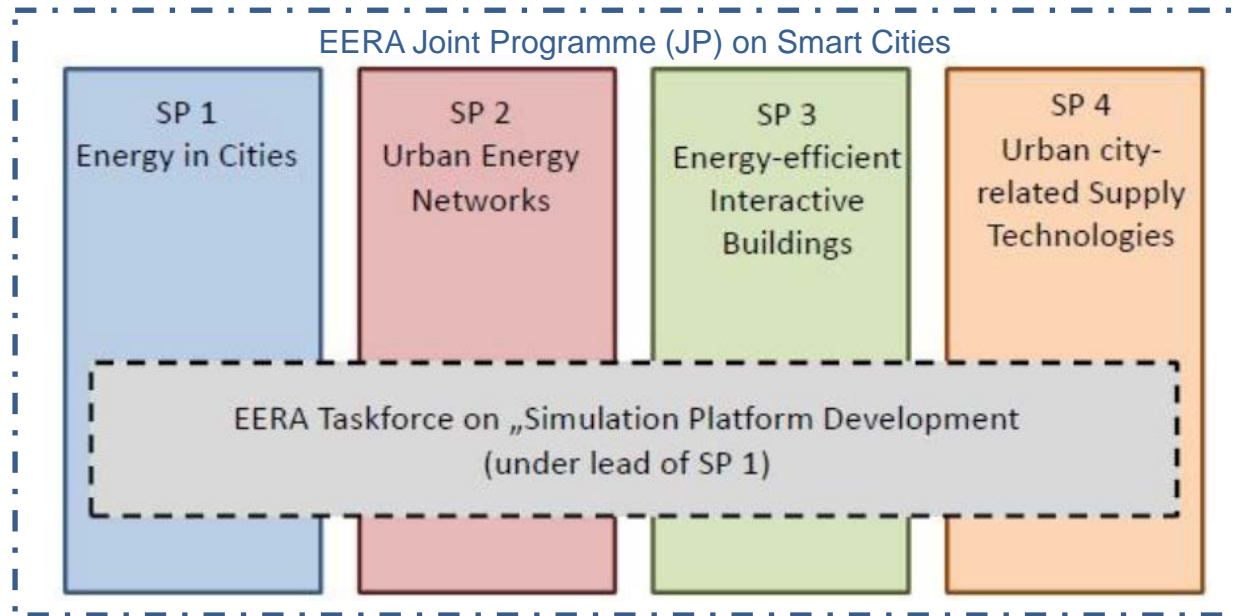 EERA Joint Programme (JP) on Smart Cities
SP 1
Energy in Cities
SP 2
Urban Energy
Networks
SP 3
Energy-efficient
Interactive
Buildings
SP 4
Urban city-
related Supply
Technologies
EERA Taskforce on „Simulation Platform Development
(under lead of SP 1)